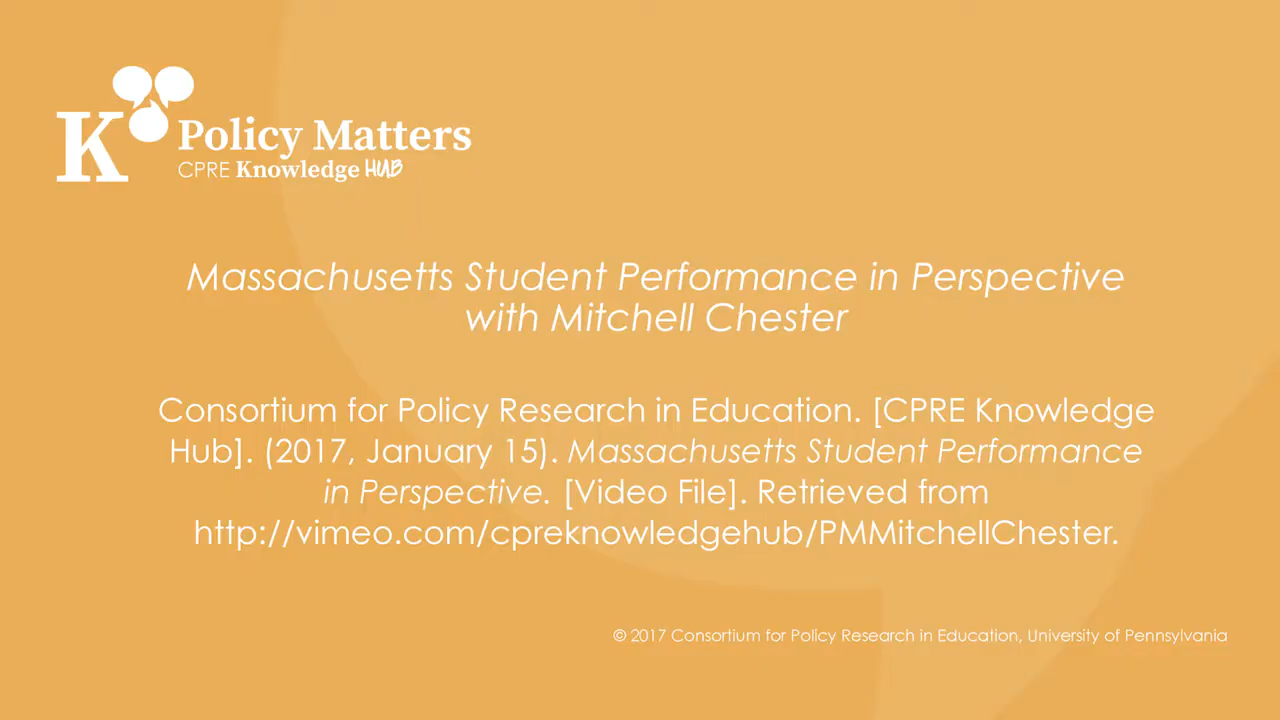 K Policy Matters
CPRE Knowledge HUB
Massachusetts Student Performance in Perspective
with Mitchell Chester
Consortium for Policy Research in Education. [CPRE Knowledge
Hub]. (2017, January 15). Massachusetts Student Performance
in Perspective. [Video File]. Retrieved from
http://vimeo.com/cpreknowledgehub/PMMitchellChester.
© 2017 Consortium for Policy Research in Education, University of Pennsylvania